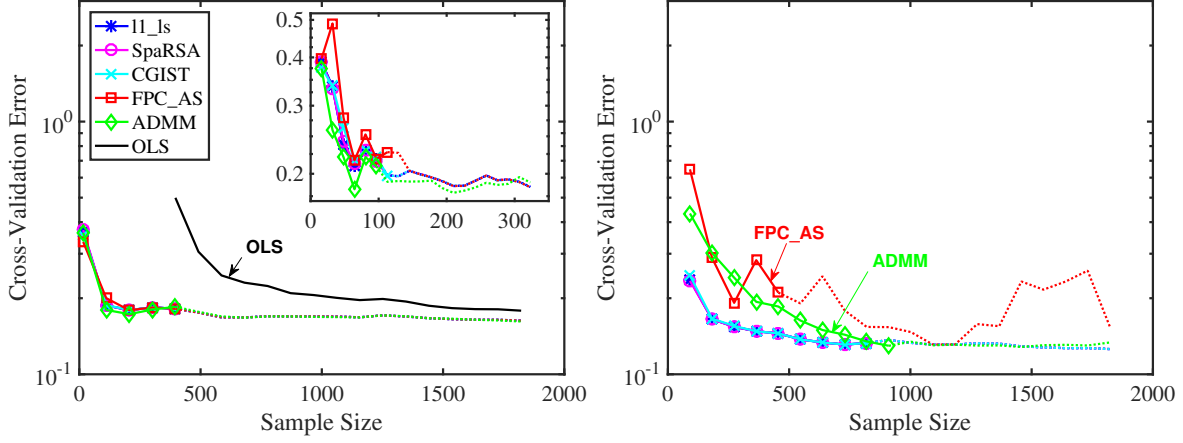 l1_ls
SpaRSA
CGIST
FPC_AS
ADMM
OLS
Cross-Validation Error
10^0
10^-1
0 500 1000 1500 2000
Sample Size
OLS
0.5
0.4
0.3
0.2
0 100 200 300
Cross-Validation Error
10^0
10^-1
0 500 1000 1500 2000
Sample Size
FPC_AS
ADMM